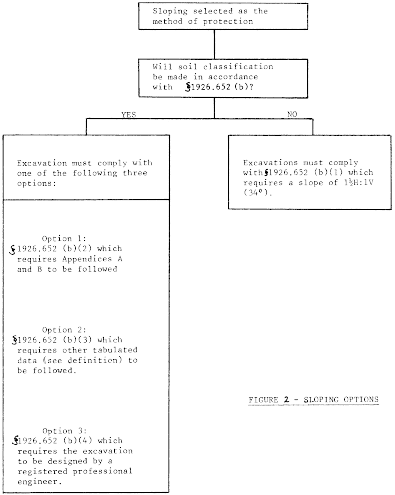 Sloping selected as the
method of protection
Will soil classification
be made in accordance
with §1926.652 (b)?
YES
NO
Excavation must comply with
one of the following three
options:
Excavations must comply
with§1926.652 (b)(1) which
requires a slope of 1½H:1V
(34°).
Option 1:
§1926.652 (b)(2) which
requires Appendices A
and B to be followed
Option 2:
§1926.652 (b)(3) which
requires other tabulated
data (see definition) to
be followed.
Option 3:
§1926.652 (b)(4) which
requires the excavation
to be designed by a
registered professional
engineer.
FIGURE 2 - SLOPING OPTIONS